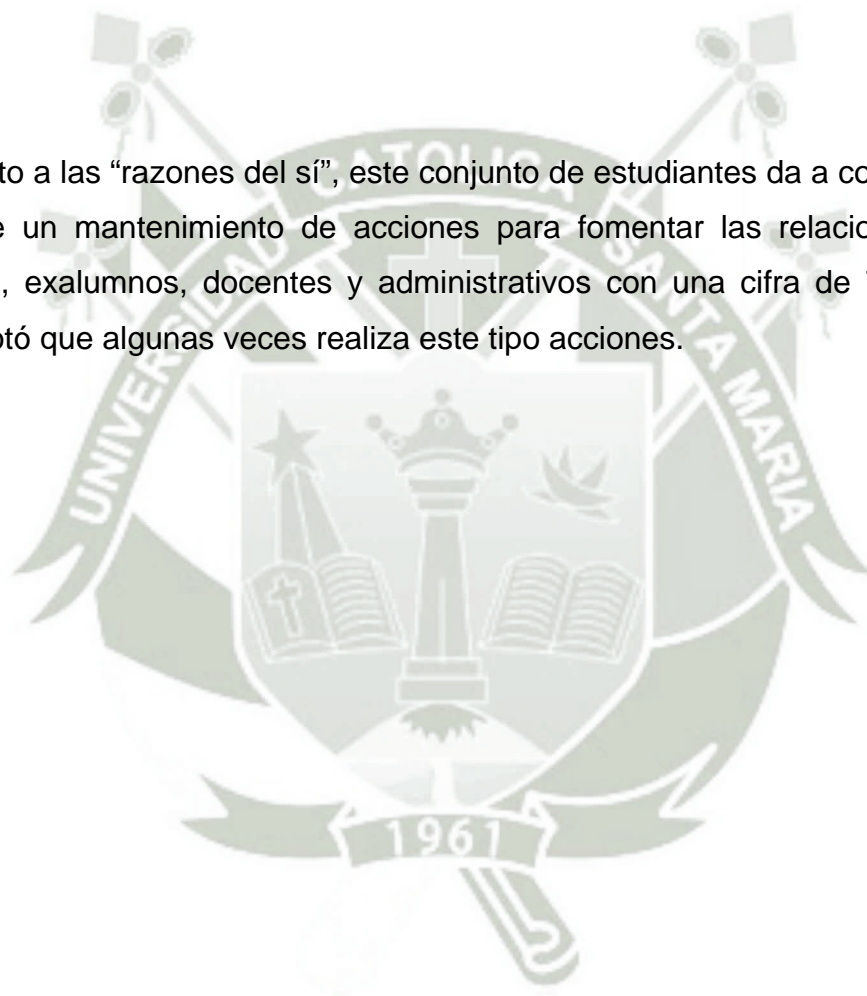 to a las “razones del sí”, este conjunto de estudiantes da a co
e un mantenimiento de acciones para fomentar las relacio
, exalumnos, docentes y administrativos con una cifra de
otó que algunas veces realiza este tipo acciones.
UNIVERSIDAD CATOLICA SANTA MARIA
1961